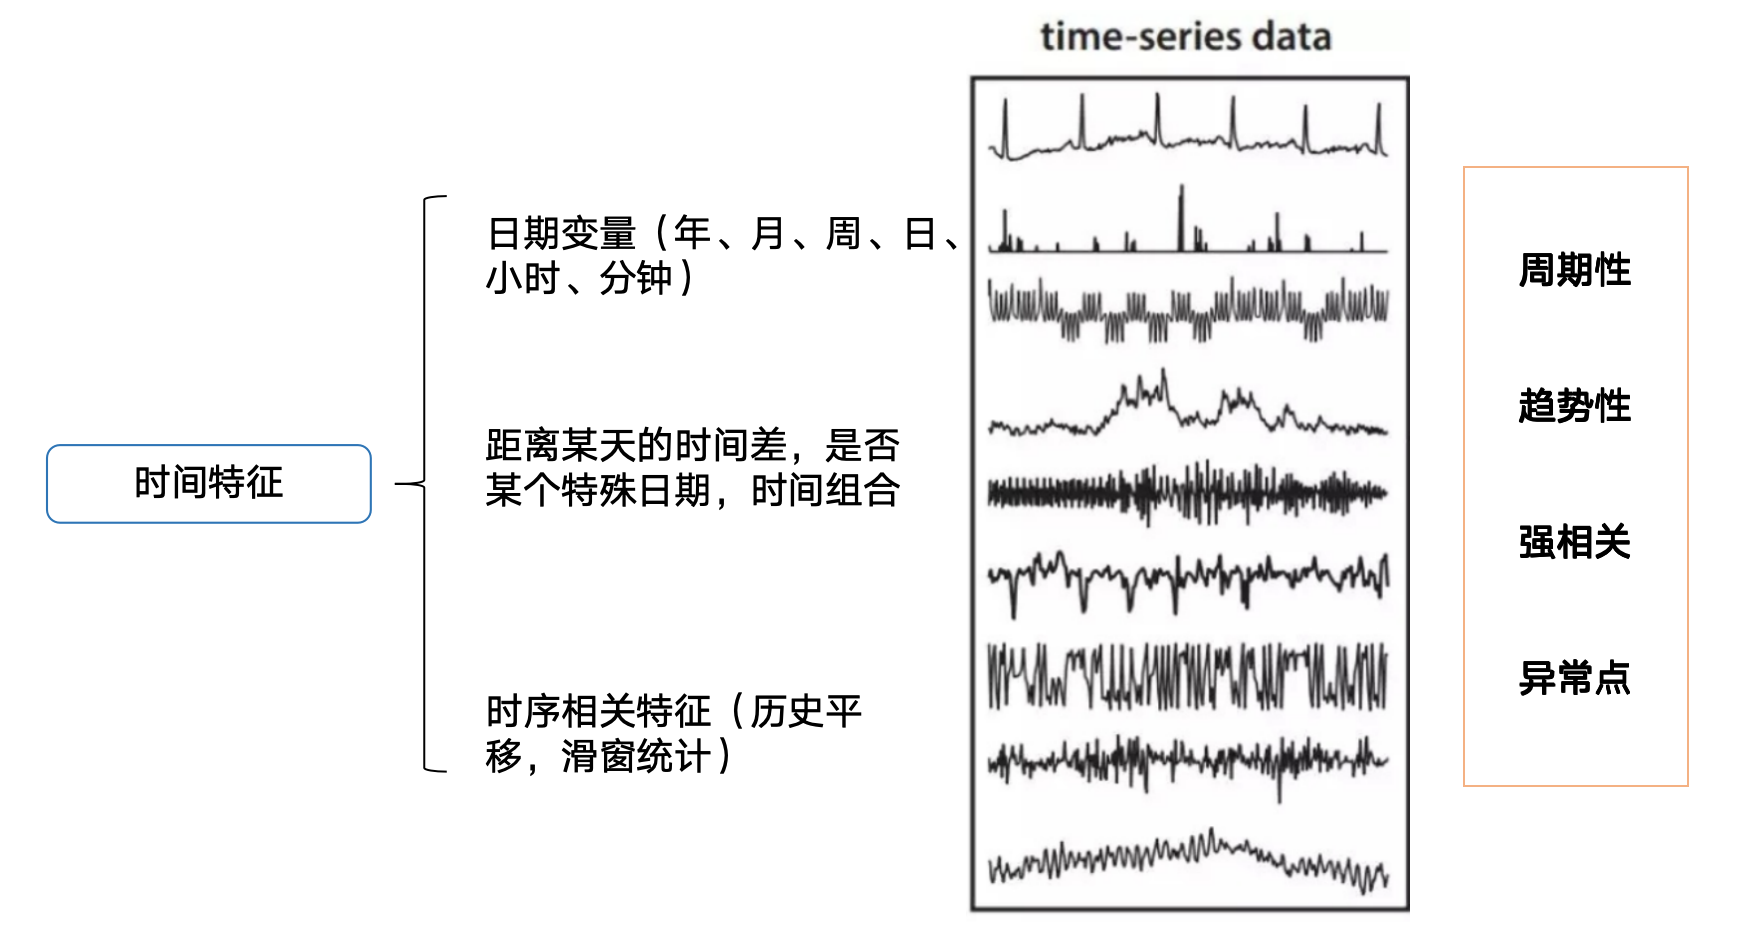 time-series data
时间特征
日期变量（年、月、周、日、
小时、分钟）
距离某天的时间差，是否
某个特殊日期，时间组合
时序相关特征（历史平
移，滑窗统计）
周期性
趋势性
强相关
异常点